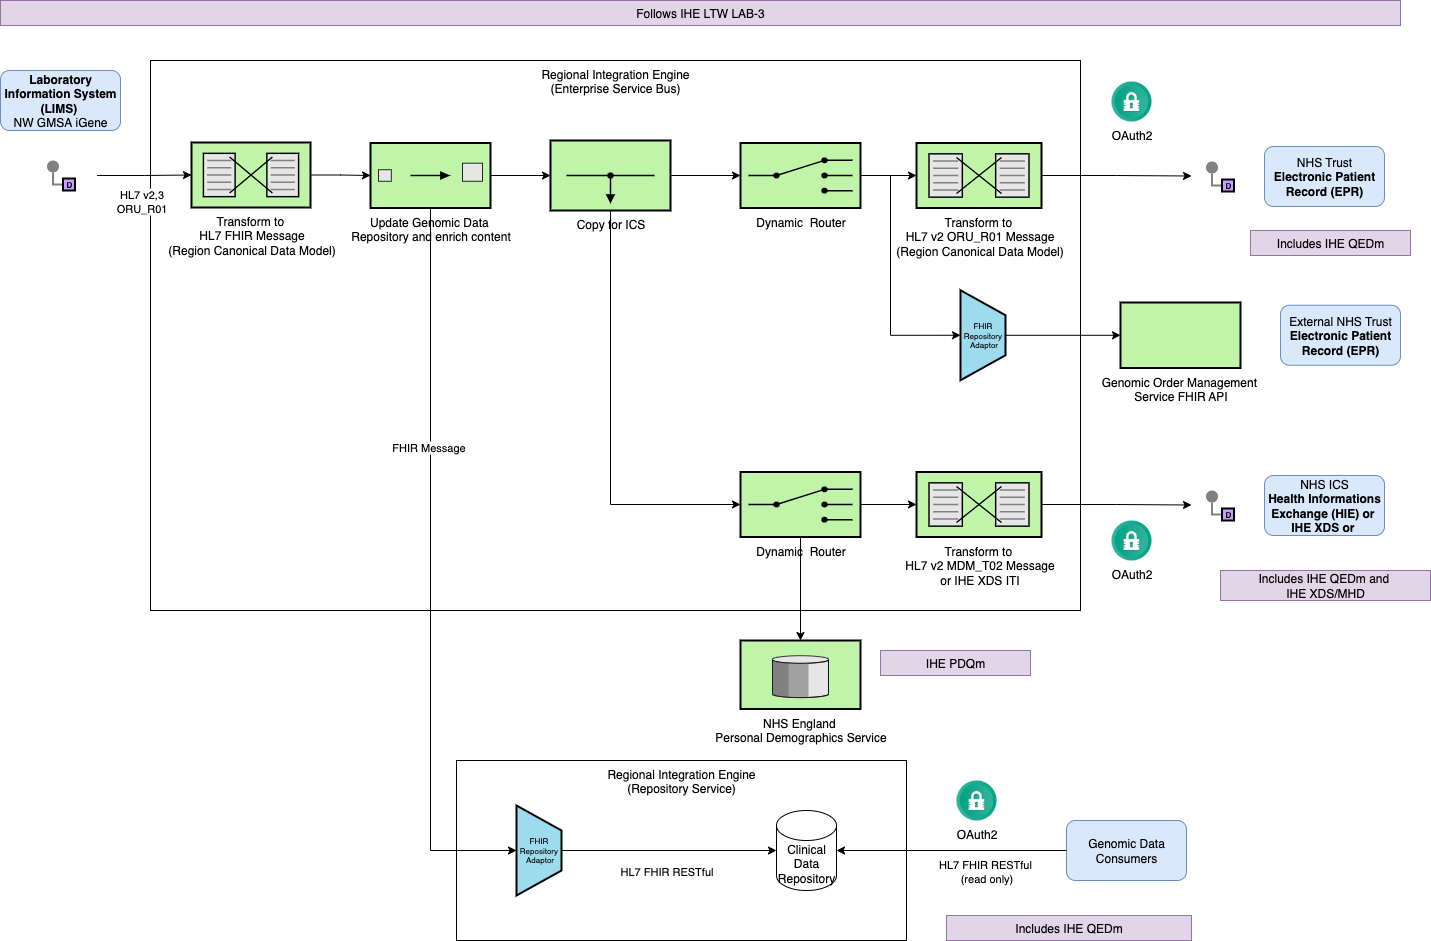 Follows IHE LTW LAB-3
Regional Integration Engine
(Enterprise Service Bus)
Laboratory
Information System
(LIMS)
NW GMSA iGene
D
HL7 v2,3
ORU_R01
Transform to
HL7 FHIR Message
(Region Canonical Data Model)
Update Genomic Data
Repository and enrich content
Copy for ICS
Dynamic Router
Transform to
HL7 v2 ORU_R01 Message
(Region Canonical Data Model)
OAuth2
D
NHS Trust
Electronic Patient
Record (EPR)
Includes IHE QEDm
FHIR
Repository
Adaptor
Genomic Order Management
Service FHIR API
External NHS Trust
Electronic Patient
Record (EPR)
FHIR Message
Dynamic Router
Transform to
HL7 v2 MDM_T02 Message
or IHE XDS ITI
OAuth2
D
NHS ICS
Health Informations
Exchange (HIE) or
IHE XDS or
Includes IHE QEDm and
IHE XDS/MHD
NHS England
Personal Demographics Service
IHE PDQm
Regional Integration Engine
(Repository Service)
FHIR
Repository
Adaptor
HL7 FHIR RESTful
Clinical
Data
Repository
OAuth2
HL7 FHIR RESTful
(read only)
Genomic Data
Consumers
Includes IHE QEDm